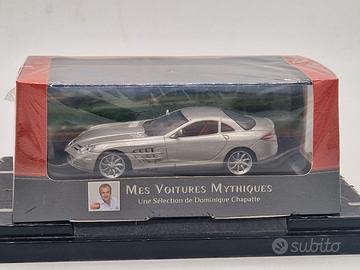 Mes Voitures Mythiques
Une Sélection de Dominique Chapatte
subito